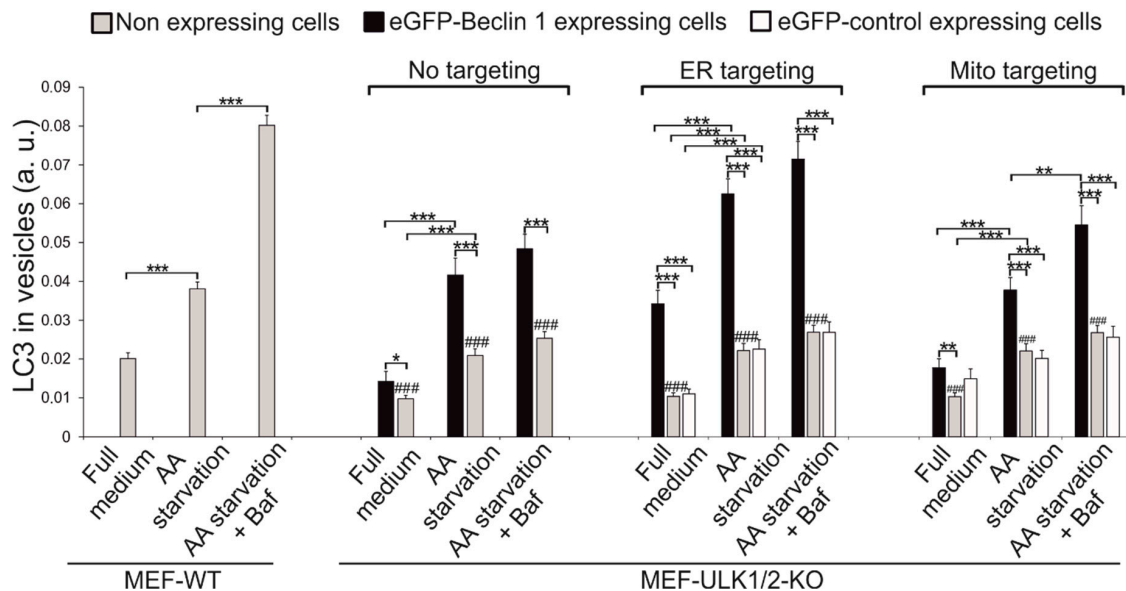 Non expressing cells eGFP-Beclin 1 expressing cells eGFP-control expressing cells
No targeting ER targeting Mito targeting
LC3 in vesicles (a. u.)
0.09
0.08
0.07
0.06
0.05
0.04
0.03
0.02
0.01
0
***
***
***
***
***
***
*
###
###
###
***
***
***
***
***
***
***
***
***
###
###
###
**
***
***
***
***
***
***
**
###
###
###
Full medium
AA starvation
AA starvation + Baf
Full medium
AA starvation
AA starvation + Baf
Full medium
AA starvation
AA starvation + Baf
Full medium
AA starvation
AA starvation + Baf
MEF-WT MEF-ULK1/2-KO